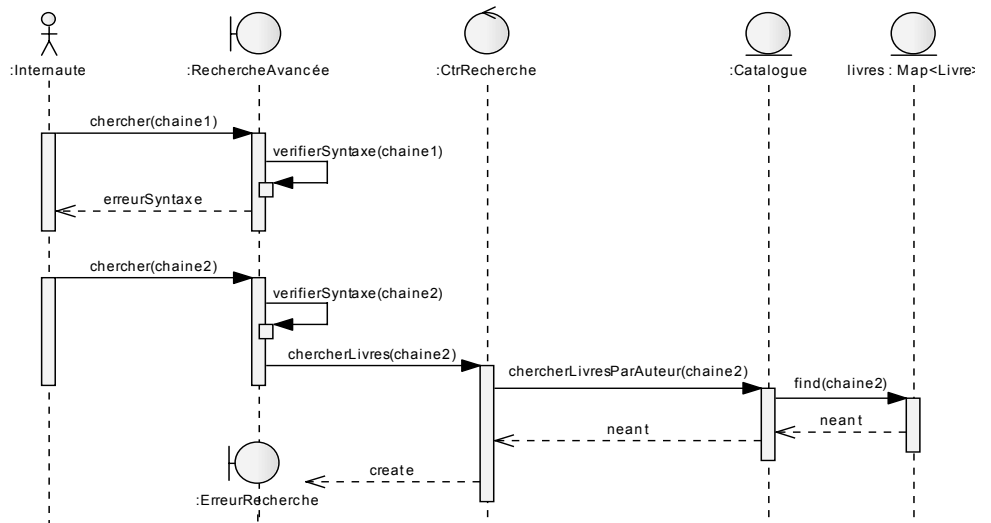 :Internaute
:RechercheAvancée
:CtrRecherche
:Catalogue
livres : Map<Livre>
chercher(chaine1)
verifierSyntaxe(chaine1)
erreurSyntaxe
chercher(chaine2)
verifierSyntaxe(chaine2)
chercherLivres(chaine2)
chercherLivresParAuteur(chaine2)
find(chaine2)
neant
neant
create
:ErreurRecherche